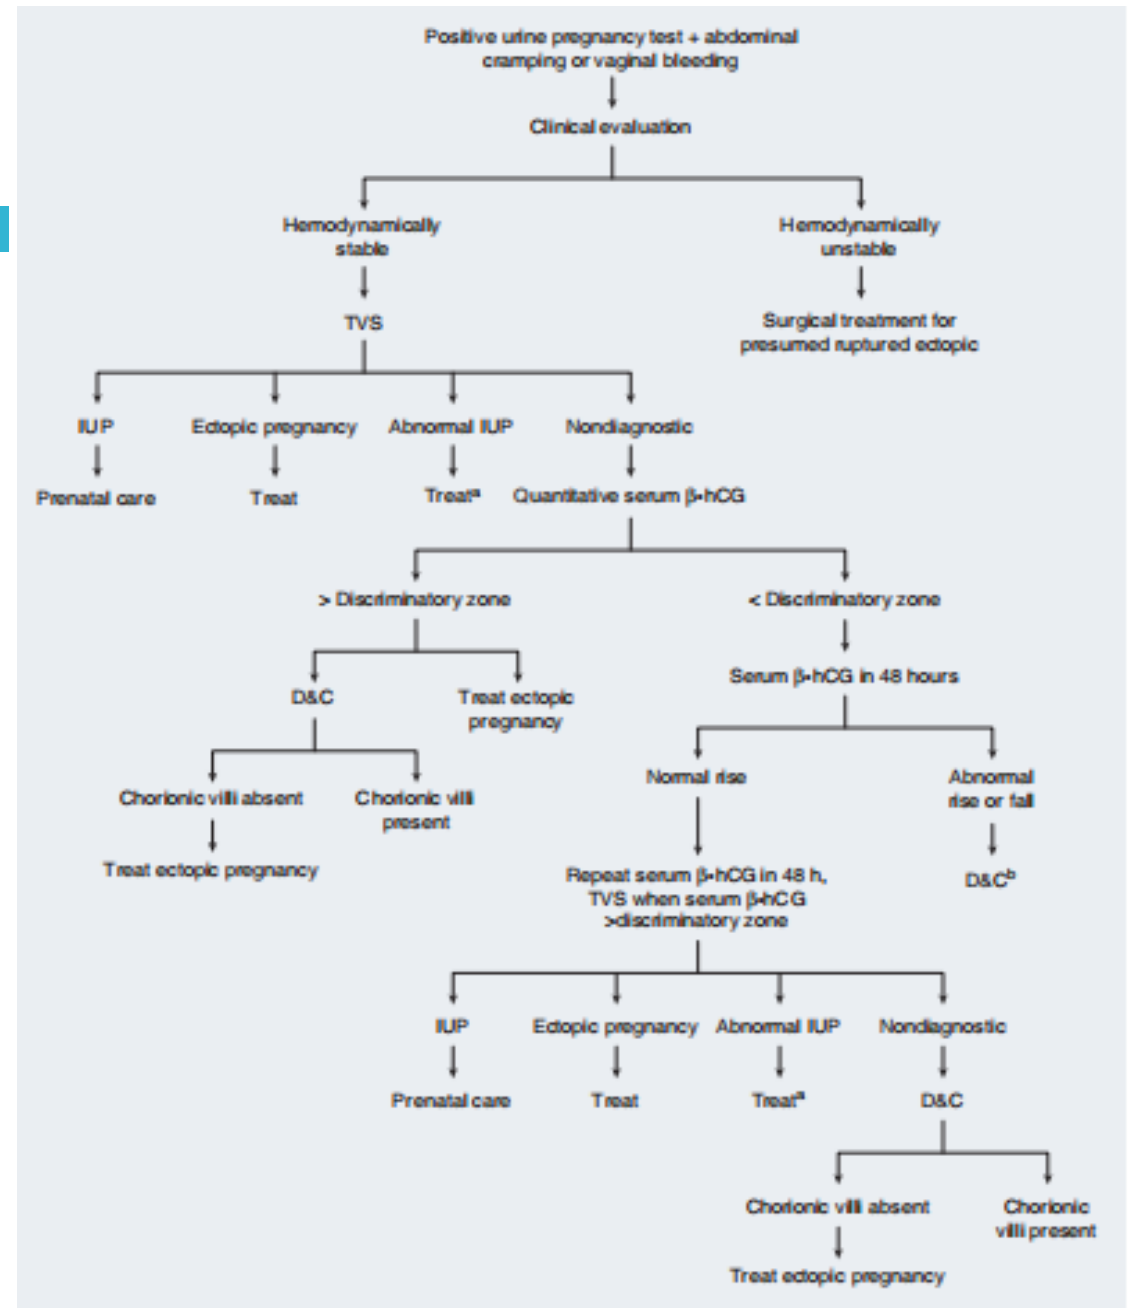 Positive urine pregnancy test + abdominal
cramping or vaginal bleeding
Clinical evaluation
Hemodynamically
stable
Hemodynamically
unstable
TVS
Surgical treatment for
presumed ruptured ectopic
IUP
Ectopic pregnancy
Abnormal IUP
Nondiagnostic
Prenatal care
Treat
Treatᵃ
Quantitative serum β-hCG
> Discriminatory zone
< Discriminatory zone
Serum β-hCG in 48 hours
D&C
Treat ectopic
pregnancy
Normal rise
Abnormal
rise or fall
Chorionic villi absent
Chorionic villi
present
Treat ectopic pregnancy
Repeat serum β-hCG in 48 h,
TVS when serum β-hCG
>discriminatory zone
D&Cᵇ
IUP
Ectopic pregnancy
Abnormal IUP
Nondiagnostic
Prenatal care
Treat
Treatᵃ
D&C
Chorionic villi absent
Chorionic
villi present
Treat ectopic pregnancy